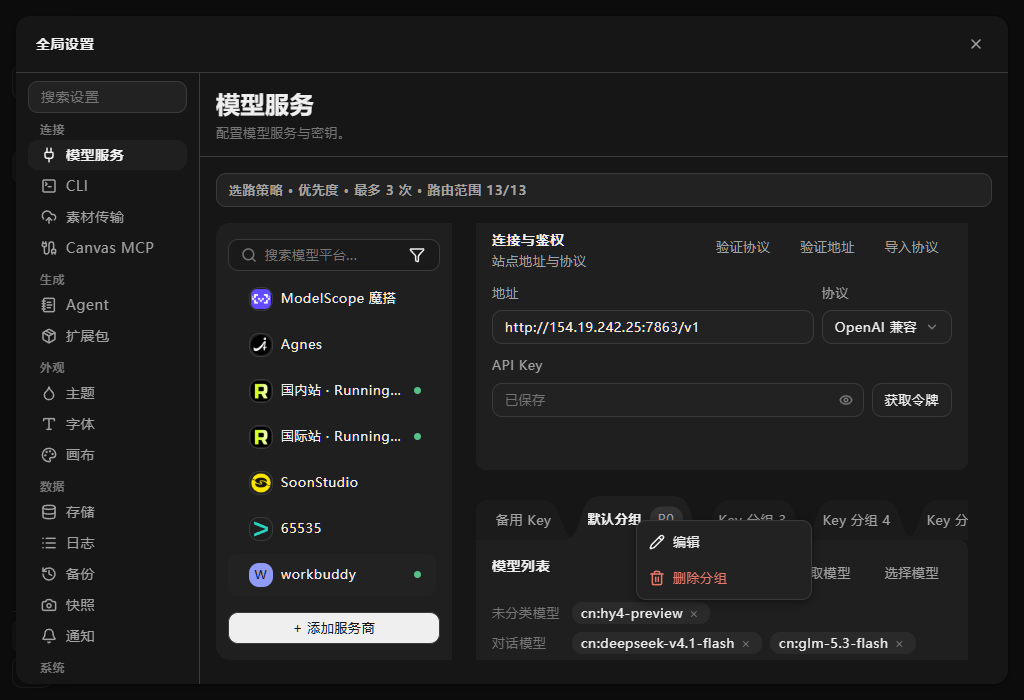 全局设置
搜索设置
连接
模型服务
CLI
素材传输
Canvas MCP
生成
Agent
扩展包
外观
主题
字体
画布
数据
存储
日志
备份
快照
通知
系统
模型服务
配置模型服务与密钥。
选路策略 • 优先度 • 最多 3 次 • 路由范围 13/13
搜索模型平台...
ModelScope 魔搭
Agnes
国内站 · Running...
国际站 · Running...
SoonStudio
65535
W workbuddy
+ 添加服务商
连接与鉴权
站点地址与协议
验证协议 验证地址 导入协议
地址 协议
http://154.19.242.25:7863/v1 OpenAI 兼容
API Key
已保存 获取令牌
备用 Key 默认分组 P0 Key 分组 3 Key 分组 4 Key 分
编辑
删除分组
模型列表 取模型 选择模型
未分类模型 cn:hy4-preview ×
对话模型 cn:deepseek-v4.1-flash × cn:glm-5.3-flash ×